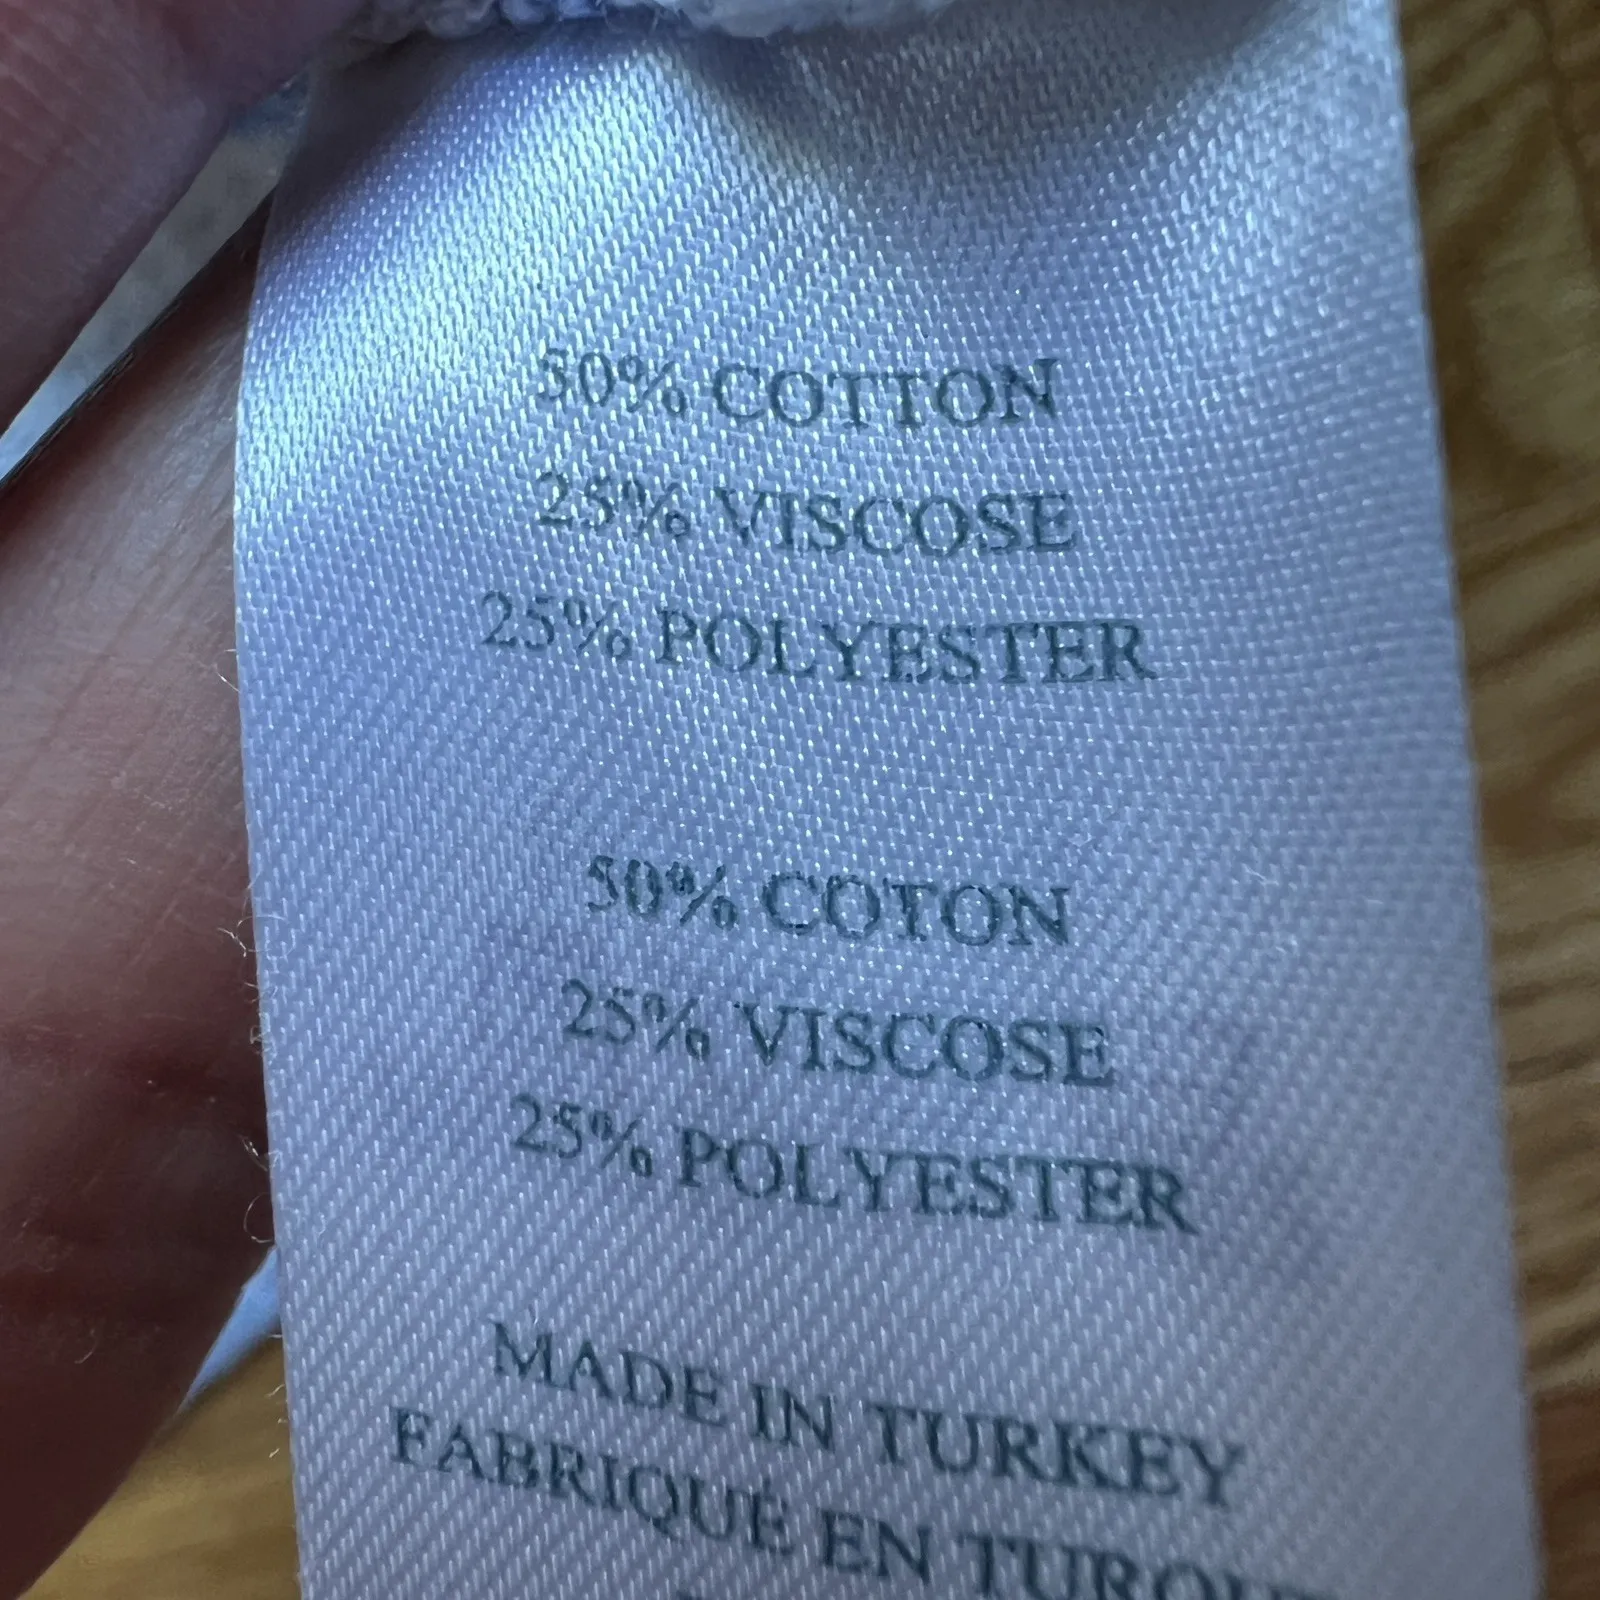 50% COTTON
25% VISCOSE
25% POLYESTER
50% COTON
25% VISCOSE
25% POLYESTER
MADE IN TURKEY
FABRIQUÉ EN